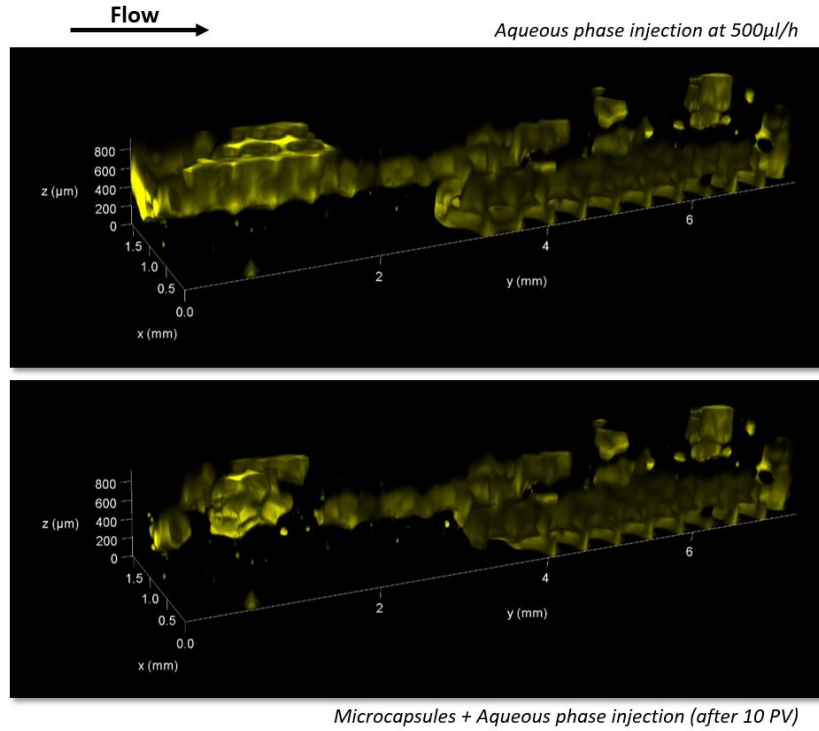 Flow
Aqueous phase injection at 500µl/h
800
600
400
200
0
z (µm)
1.5
1.0
0.5
0.0
x (mm)
2
4
6
y (mm)
800
600
400
200
0
z (µm)
1.5
1.0
0.5
0.0
x (mm)
2
4
6
y (mm)
Microcapsules + Aqueous phase injection (after 10 PV)